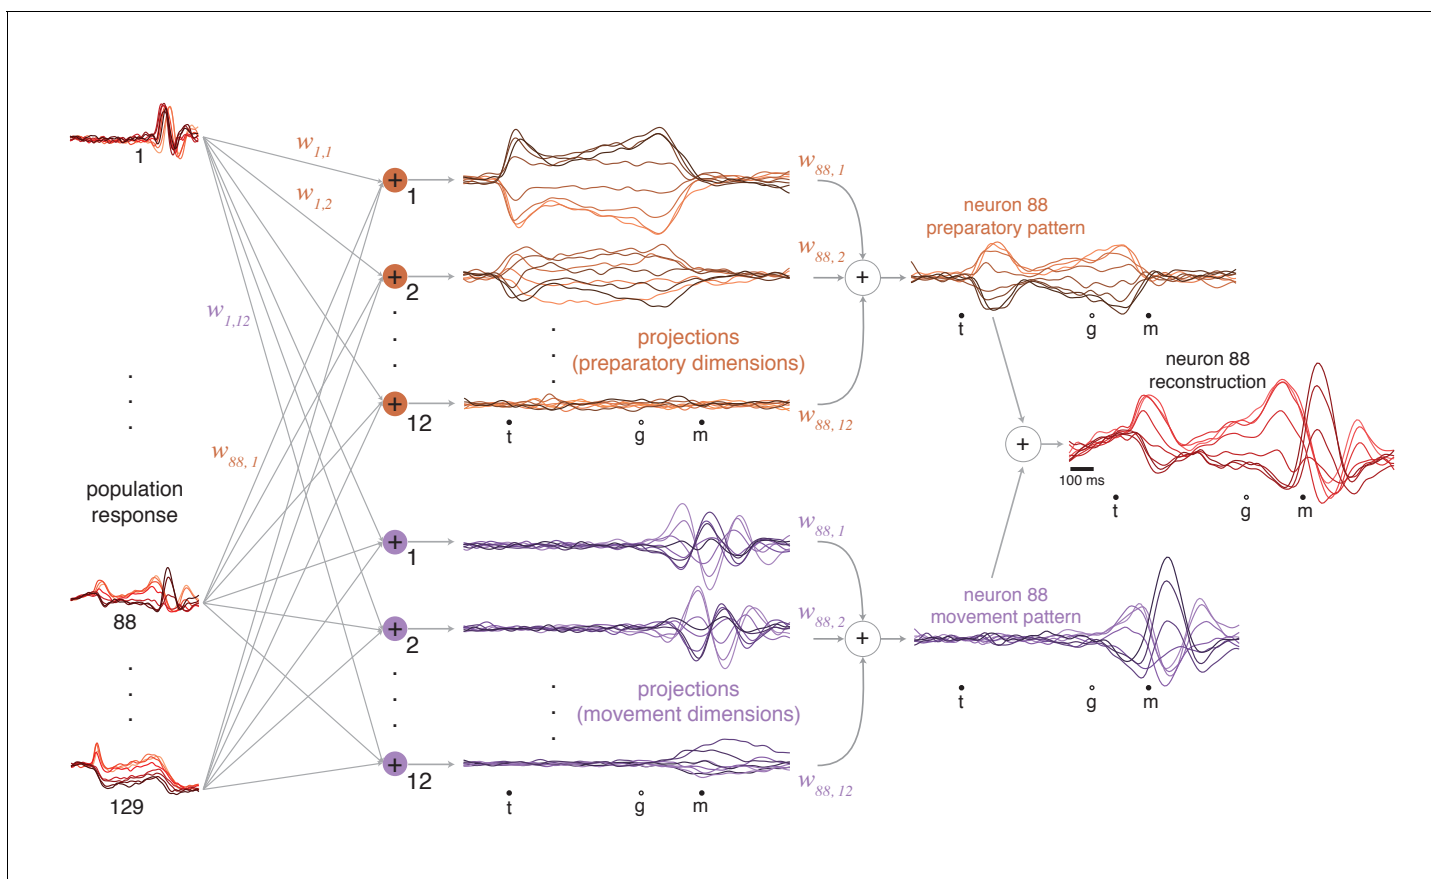 1
w1,1
w1,2
w1,12
w88,1
population
response
88
129
+
1
+
2
+
12
projections
(preparatory dimensions)
t
g
m
+
1
+
2
+
12
projections
(movement dimensions)
t
g
m
w88,1
w88,2
w88,12
+
w88,1
w88,2
w88,12
+
neuron 88
preparatory pattern
t
g
m
neuron 88
reconstruction
+
100 ms
t
g
m
neuron 88
movement pattern
t
g
m